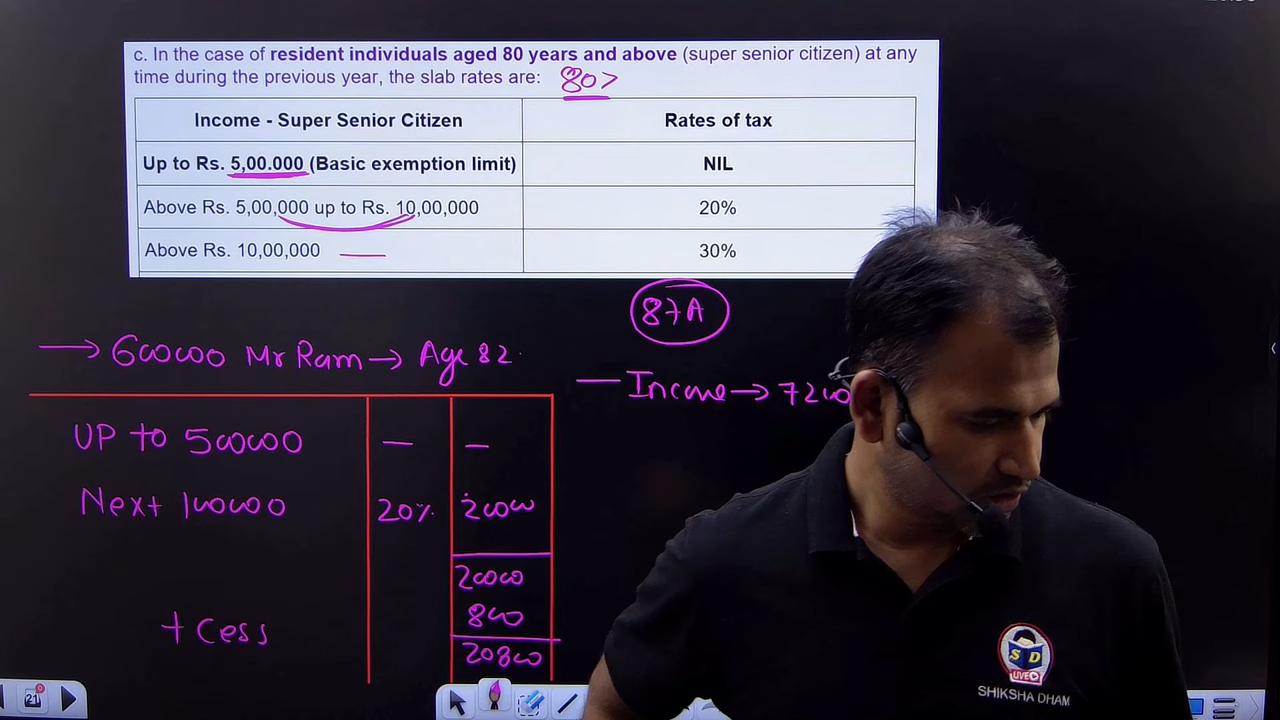 c. In the case of resident individuals aged 80 years and above (super senior citizen) at any
time during the previous year, the slab rates are: 80>
Income - Super Senior Citizen Rates of tax
Up to Rs. 5,00.000 (Basic exemption limit) NIL
Above Rs. 5,00,000 up to Rs. 10,00,000 20%
Above Rs. 10,00,000 30%
87A
600000 Mr Ram → Age 82
— Income → 7200
UP to 500000 — —
Next 100000 20% 20000
20000
800
+ Cess
20800
SD
LIVE
SHIKSHA DHAM
21